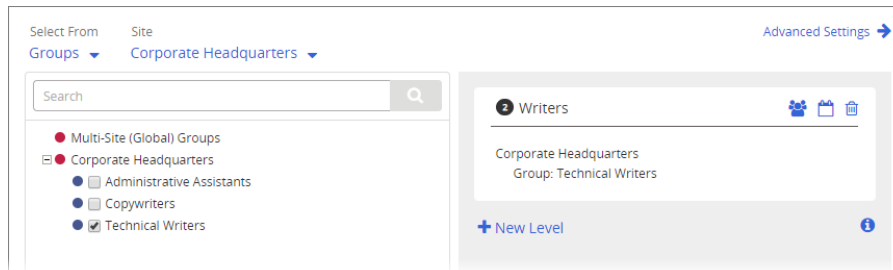 Select From Site
Groups Corporate Headquarters
Advanced Settings
Search
Multi-Site (Global) Groups
Corporate Headquarters
Administrative Assistants
Copywriters
Technical Writers
2 Writers
Corporate Headquarters
Group: Technical Writers
New Level